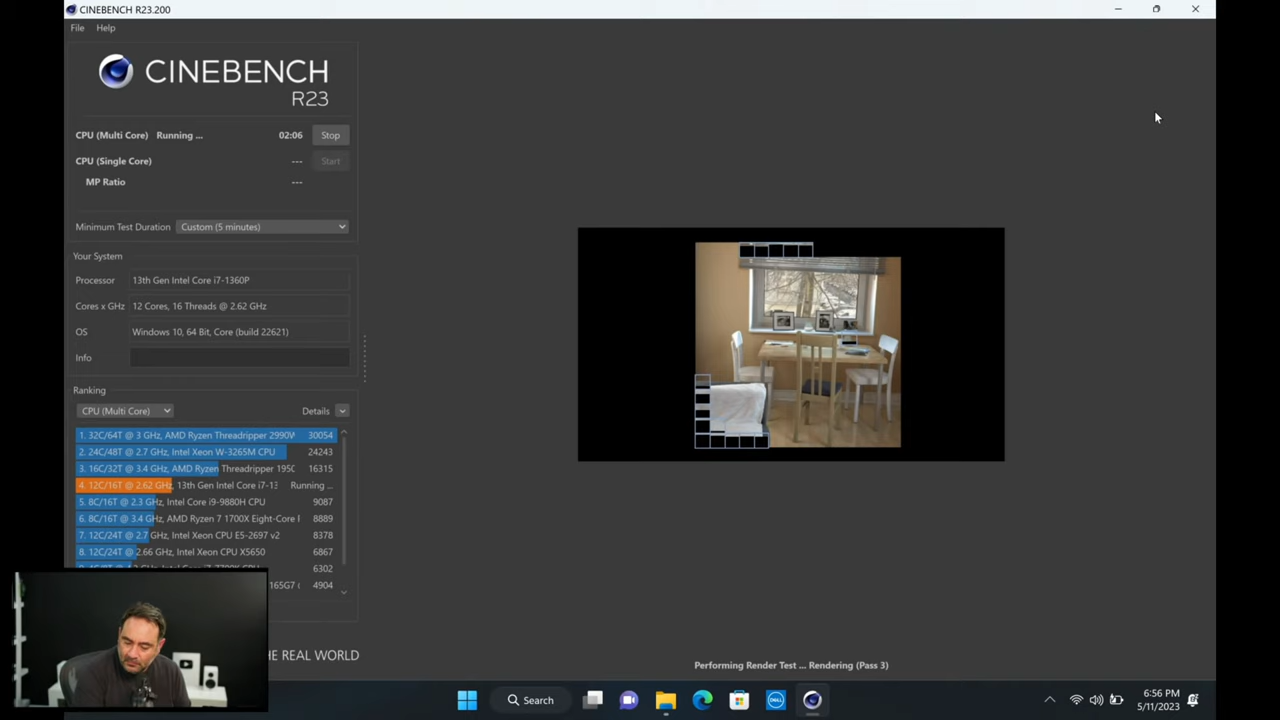 CINEBENCH R23.200
File Help
CINEBENCH
R23
CPU (Multi Core) Running ... 02:06 Stop
CPU (Single Core) --- Start
MP Ratio ---
Minimum Test Duration Custom (5 minutes)
Your System
Processor 13th Gen Intel Core i7-1360P
Cores x GHz 12 Cores, 16 Threads @ 2.62 GHz
OS Windows 10, 64 Bit, Core (build 22621)
Info
Ranking
CPU (Multi Core) Details
1. 32C/64T @ 3 GHz, AMD Ryzen Threadripper 2990W 30054
2. 24C/48T @ 2.7 GHz, Intel Xeon W-3265M CPU 24243
3. 16C/32T @ 3.4 GHz, AMD Ryzen Threadripper 195 16315
4. 12C/16T @ 2.62 GHz, 13th Gen Intel Core i7-13 Running ...
5. 8C/16T @ 2.3 GHz, Intel Core i9-9880H CPU 9087
6. 8C/16T @ 3.4 GHz, AMD Ryzen 7 1700X Eight-Core 8889
7. 12C/24T @ 2.7 GHz, Intel Xeon CPU E5-2697 v2 8378
8. 12C/24T @ 2.66 GHz, Intel Xeon CPU X5650 6867
6302
165G7 4904
HE REAL WORLD
Performing Render Test ... Rendering (Pass 3)
Search
DELL
6:56 PM
5/11/2023